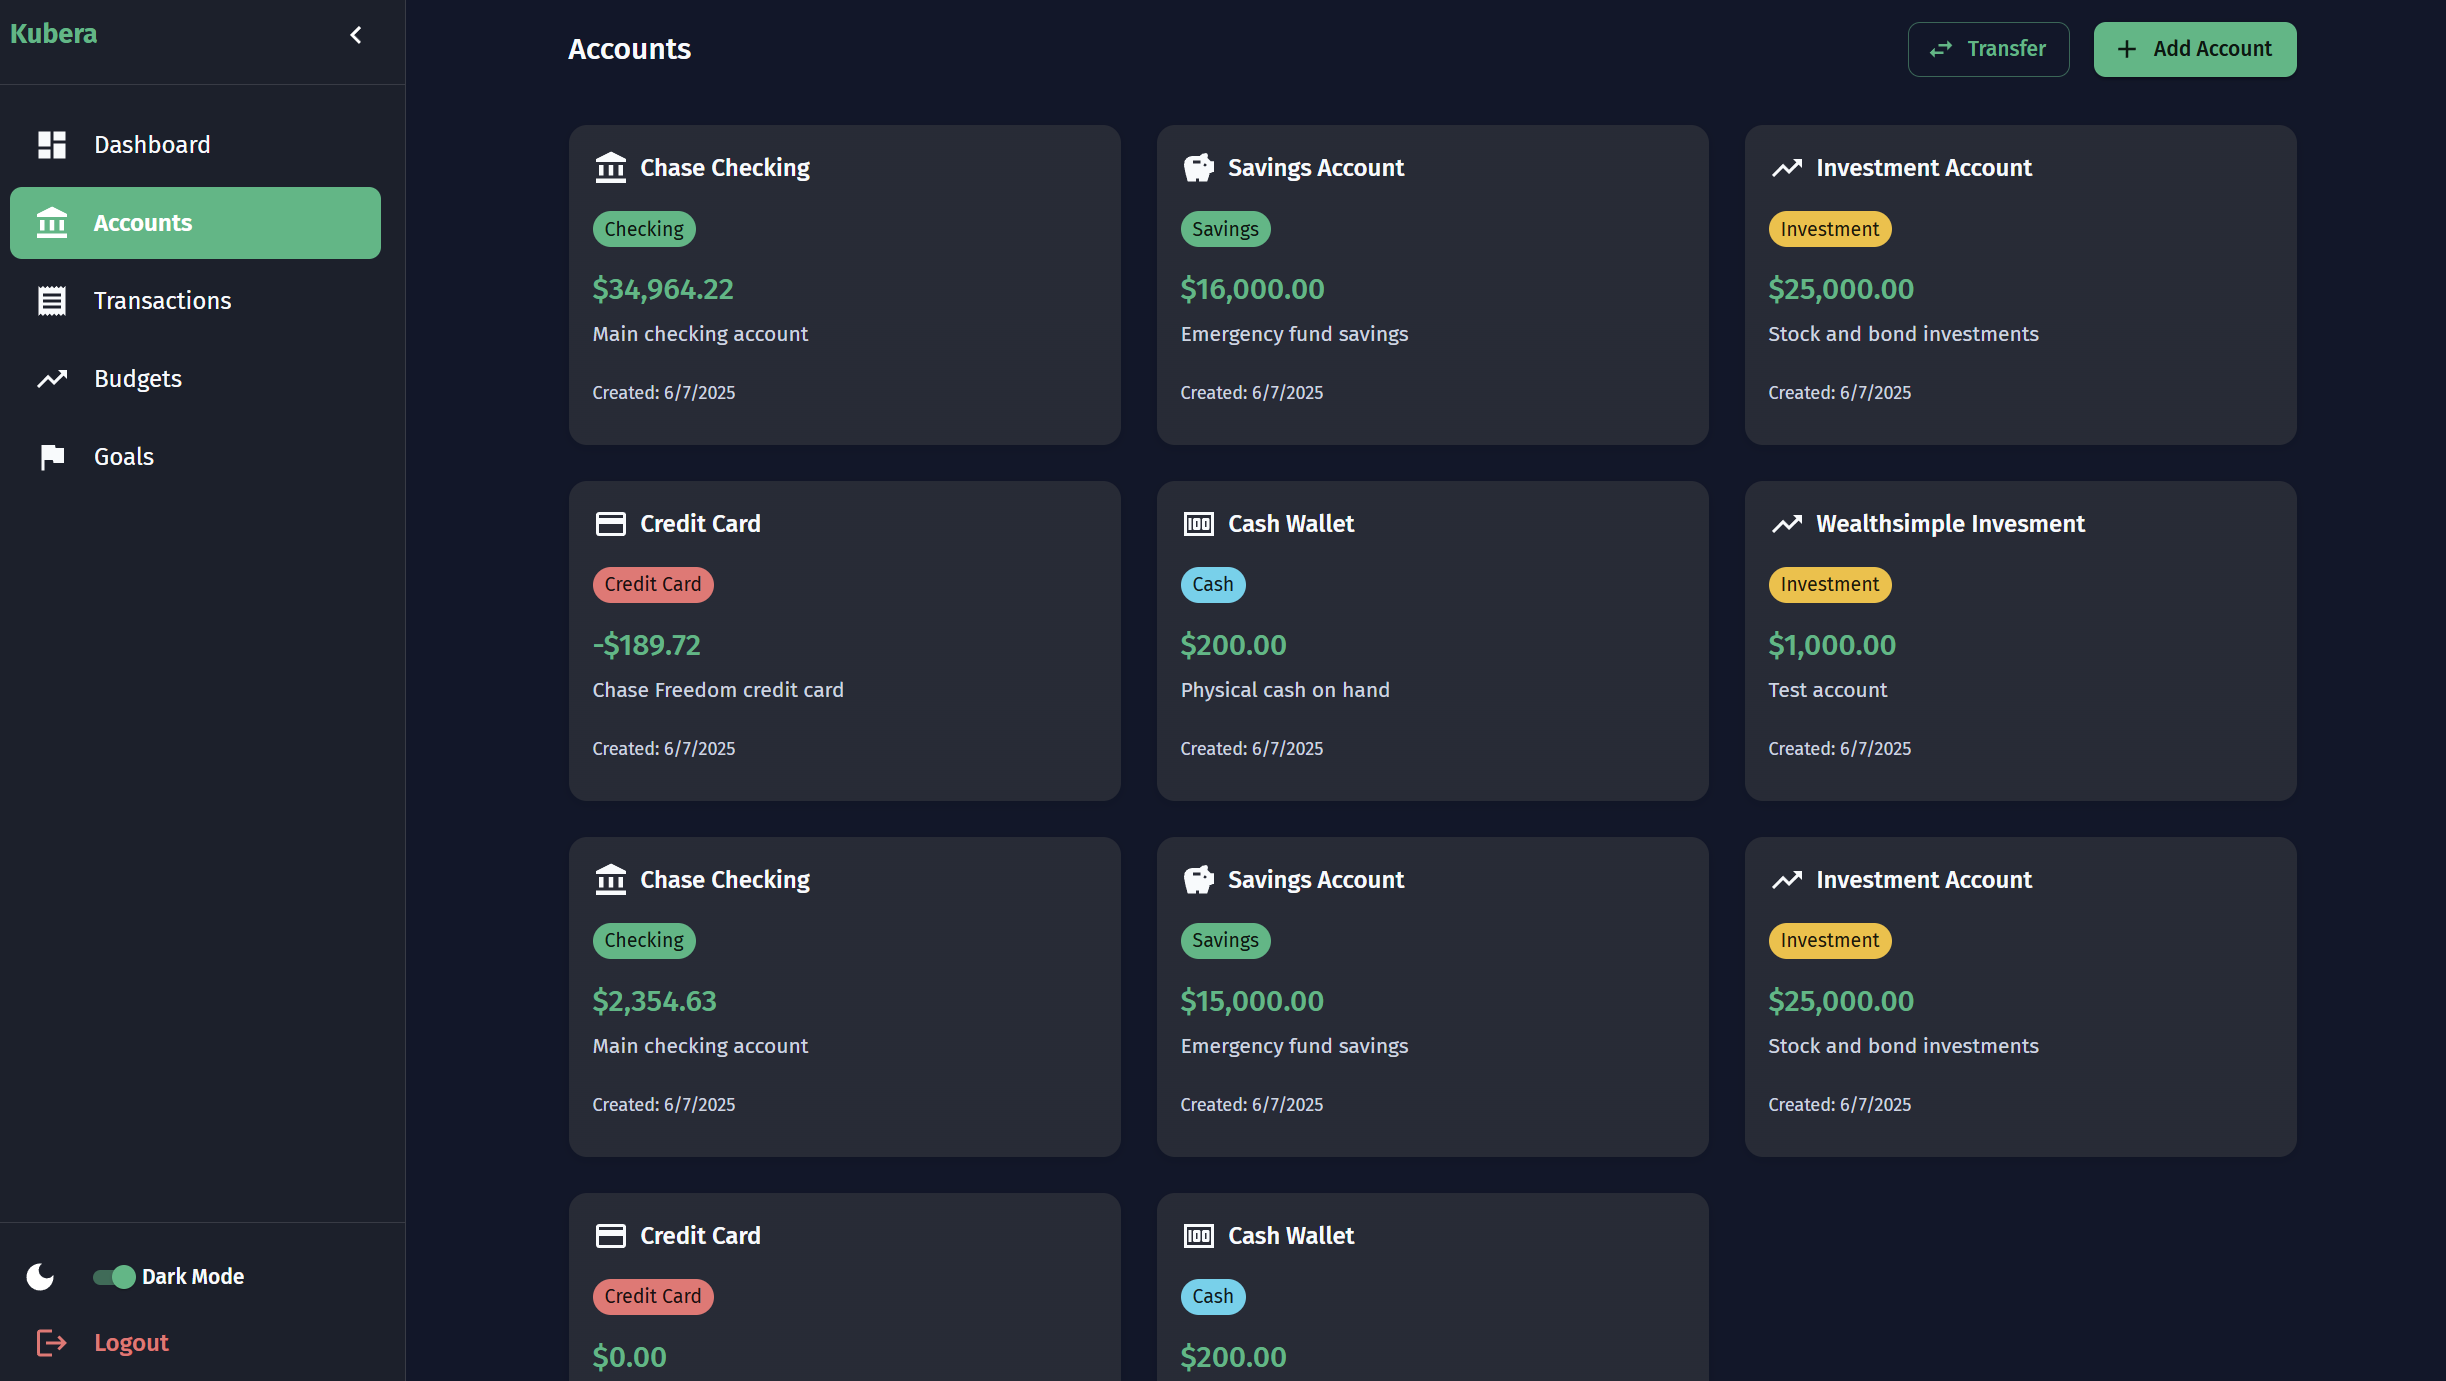 Kubera
Dashboard
Accounts
Transactions
Budgets
Goals
Dark Mode
Logout
Accounts
Transfer
Add Account
Chase Checking
Checking
$34,964.22
Main checking account
Created: 6/7/2025
Savings Account
Savings
$16,000.00
Emergency fund savings
Created: 6/7/2025
Investment Account
Investment
$25,000.00
Stock and bond investments
Created: 6/7/2025
Credit Card
Credit Card
-$189.72
Chase Freedom credit card
Created: 6/7/2025
Cash Wallet
Cash
$200.00
Physical cash on hand
Created: 6/7/2025
Wealthsimple Invesment
Investment
$1,000.00
Test account
Created: 6/7/2025
Chase Checking
Checking
$2,354.63
Main checking account
Created: 6/7/2025
Savings Account
Savings
$15,000.00
Emergency fund savings
Created: 6/7/2025
Investment Account
Investment
$25,000.00
Stock and bond investments
Created: 6/7/2025
Credit Card
Credit Card
$0.00
Cash Wallet
Cash
$200.00